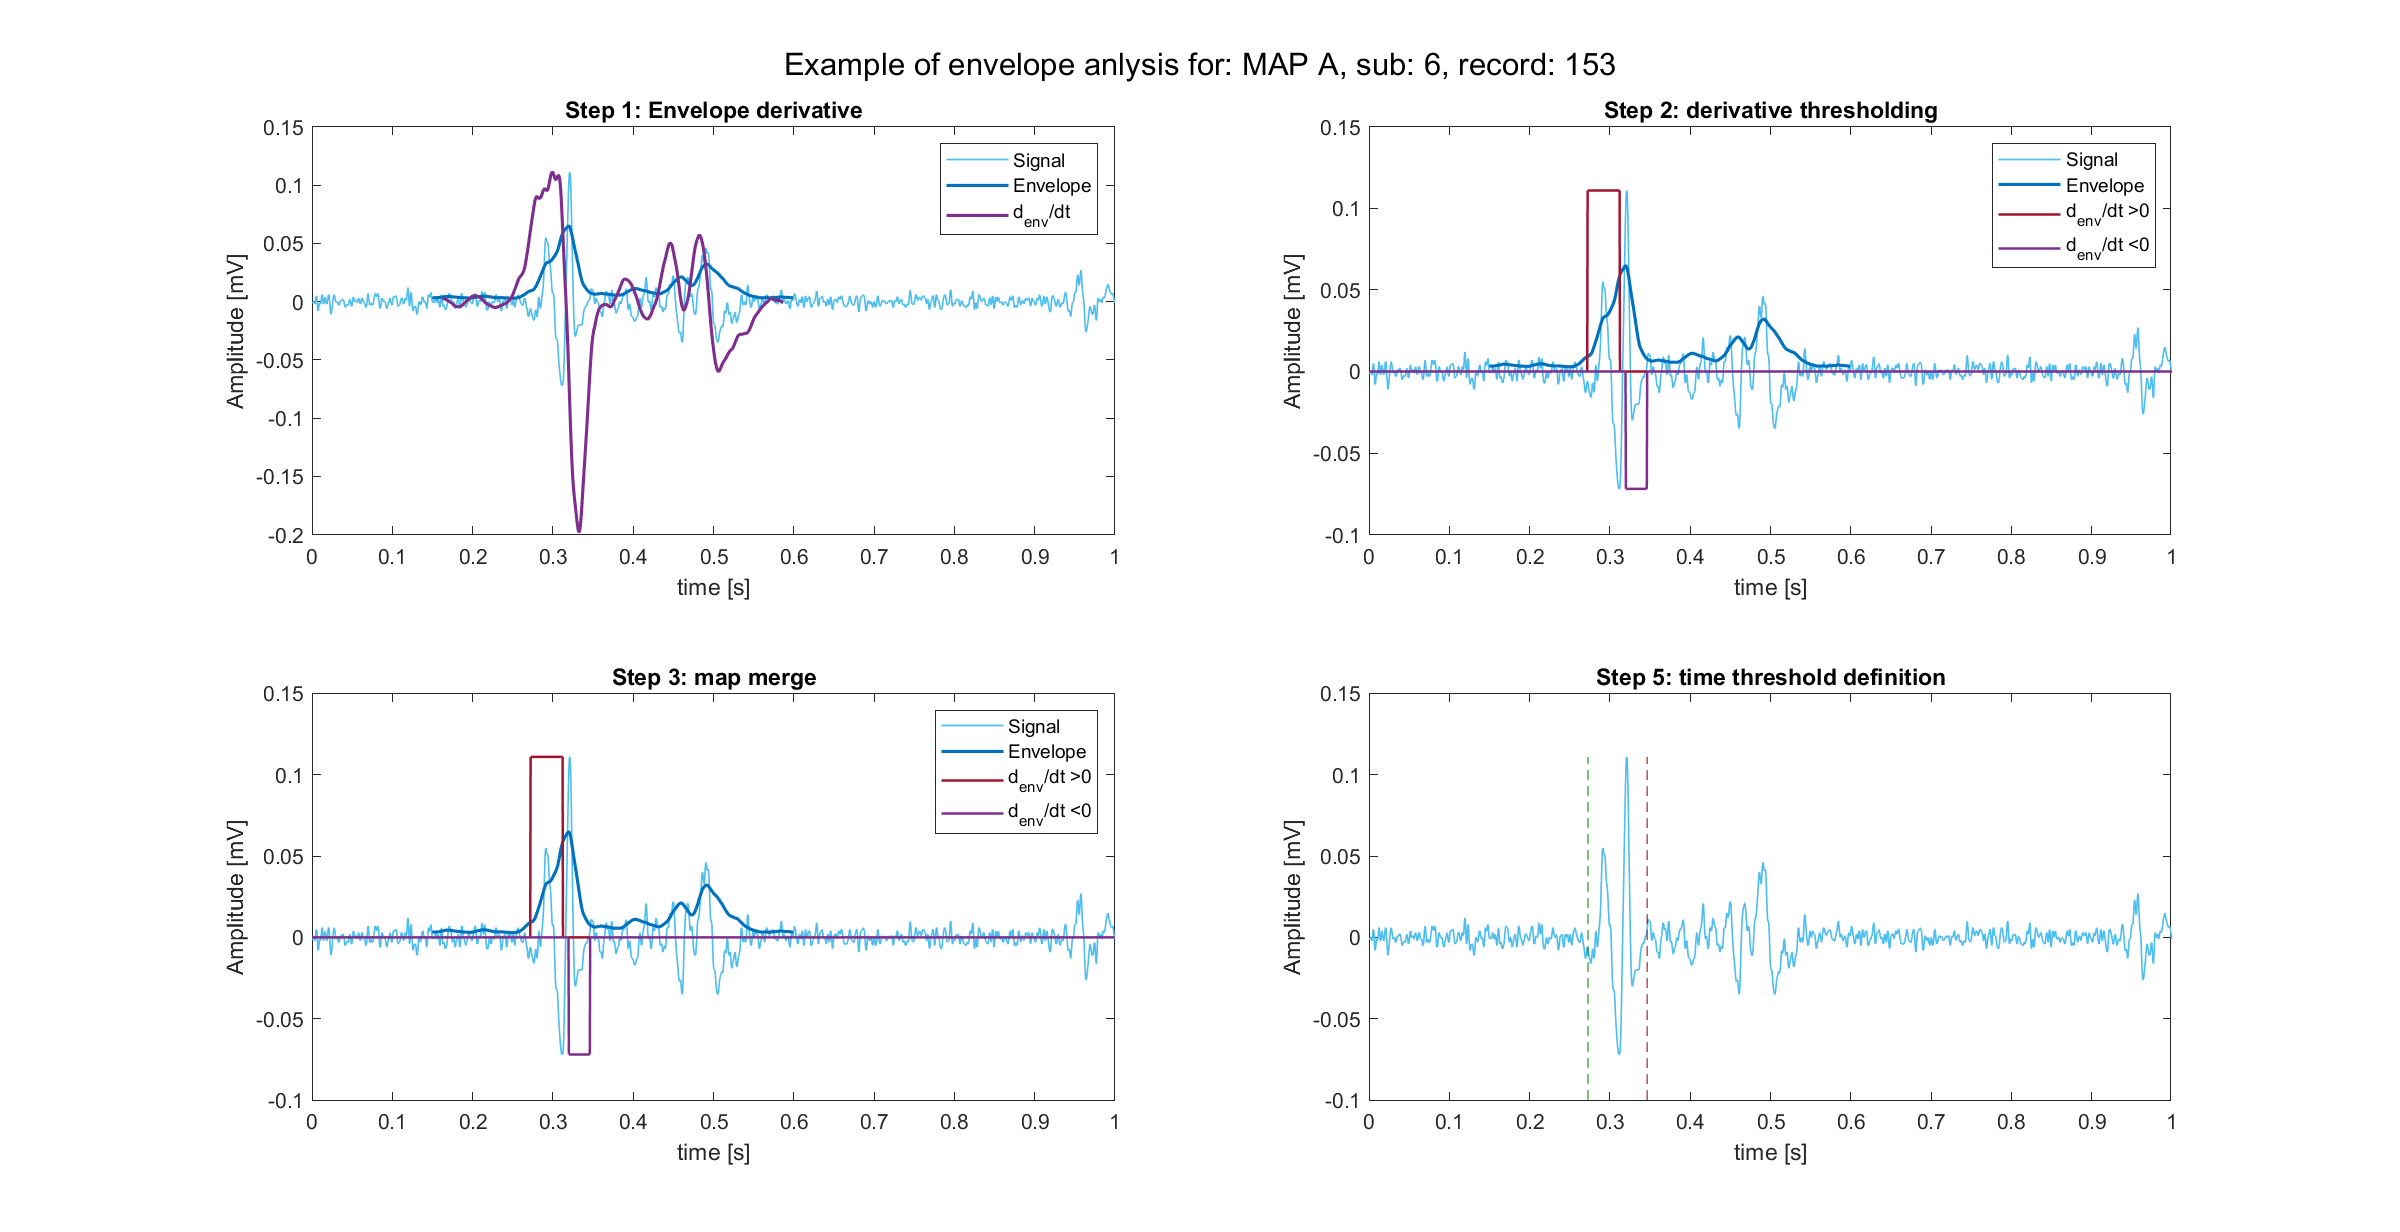 Example of envelope anlysis for: MAP A, sub: 6, record: 153
Step 1: Envelope derivative
0.15
0.1
0.05
0
-0.05
-0.1
-0.15
-0.2
Amplitude [mV]
0 0.1 0.2 0.3 0.4 0.5 0.6 0.7 0.8 0.9 1
time [s]
Signal
Envelope
d_env/dt
Step 2: derivative thresholding
0.15
0.1
0.05
0
-0.05
-0.1
Amplitude [mV]
0 0.1 0.2 0.3 0.4 0.5 0.6 0.7 0.8 0.9 1
time [s]
Signal
Envelope
d_env/dt >0
d_env/dt <0
Step 3: map merge
0.15
0.1
0.05
0
-0.05
-0.1
Amplitude [mV]
0 0.1 0.2 0.3 0.4 0.5 0.6 0.7 0.8 0.9 1
time [s]
Signal
Envelope
d_env/dt >0
d_env/dt <0
Step 5: time threshold definition
0.15
0.1
0.05
0
-0.05
-0.1
Amplitude [mV]
0 0.1 0.2 0.3 0.4 0.5 0.6 0.7 0.8 0.9 1
time [s]